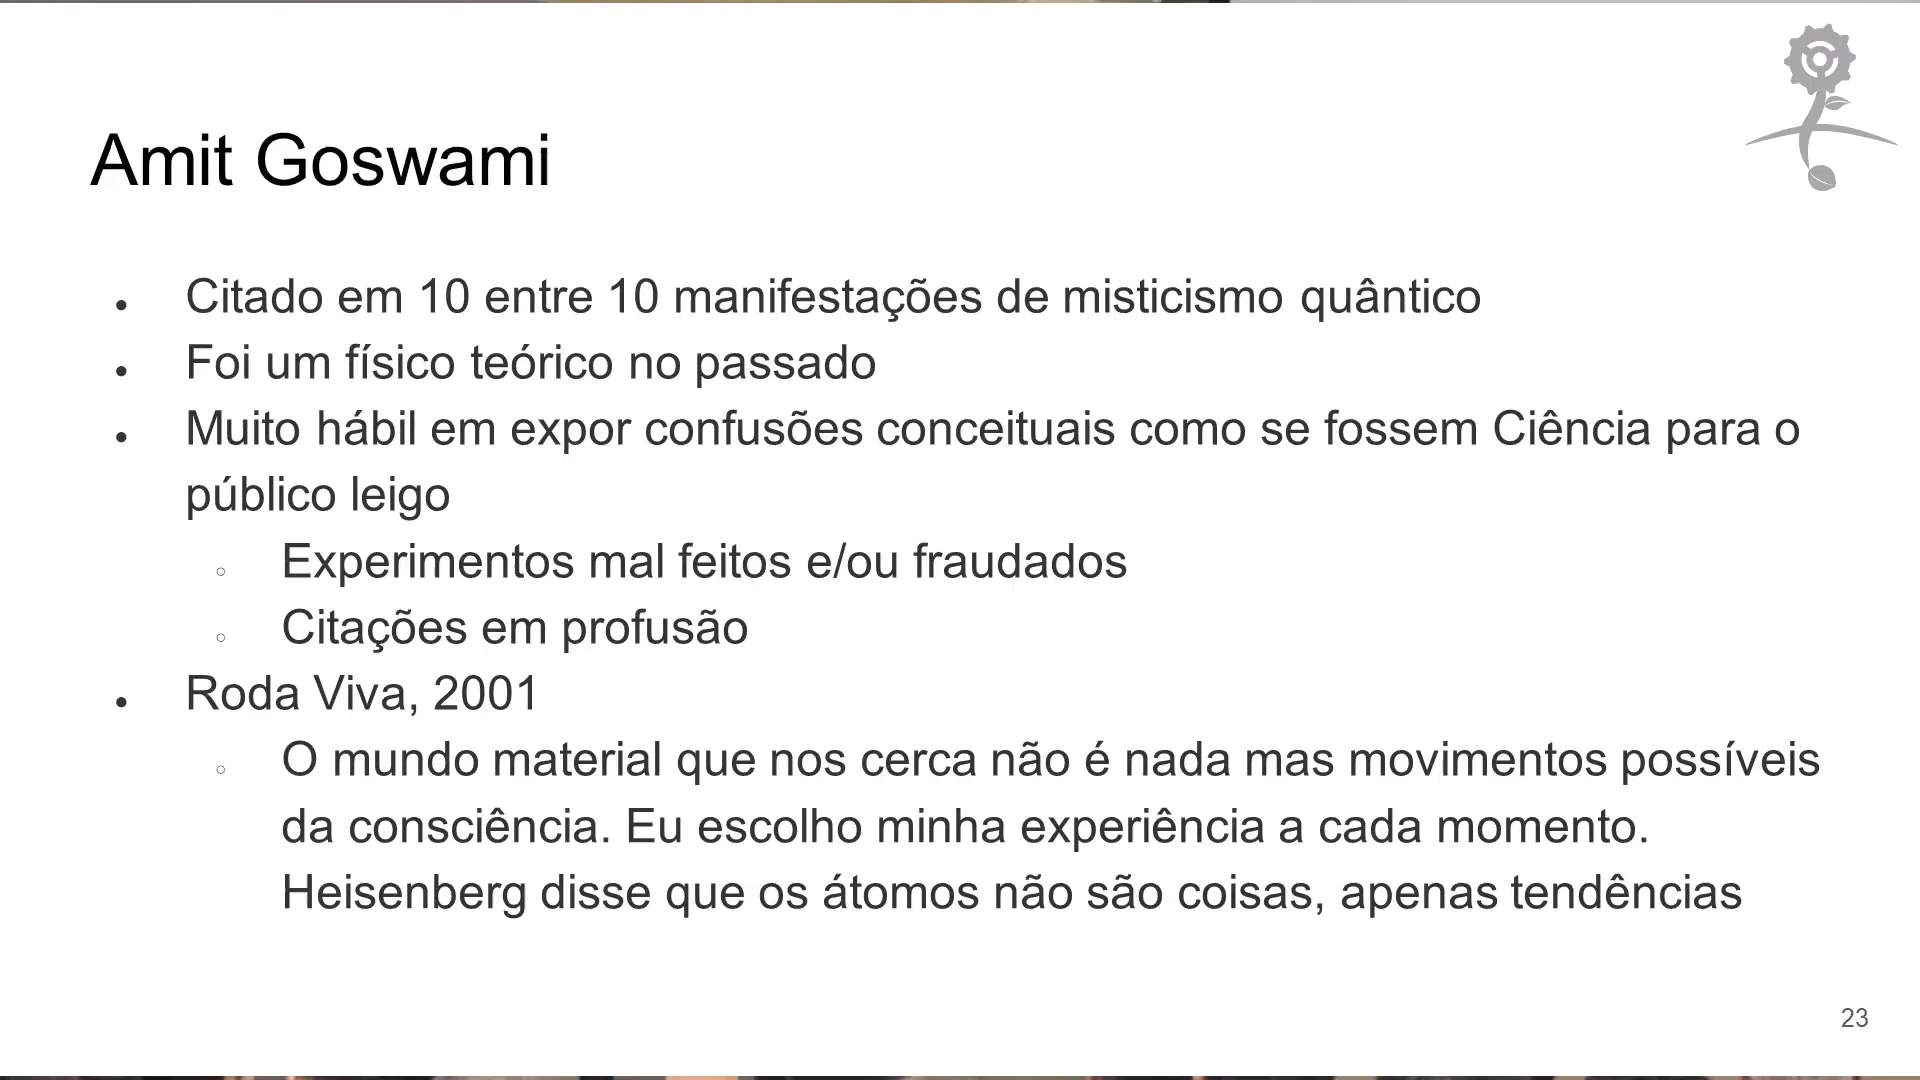 Amit Goswami
● Citado em 10 entre 10 manifestações de misticismo quântico
● Foi um físico teórico no passado
● Muito hábil em expor confusões conceituais como se fossem Ciência para o
público leigo
○ Experimentos mal feitos e/ou fraudados
○ Citações em profusão
● Roda Viva, 2001
○ O mundo material que nos cerca não é nada mas movimentos possíveis
da consciência. Eu escolho minha experiência a cada momento.
Heisenberg disse que os átomos não são coisas, apenas tendências
23